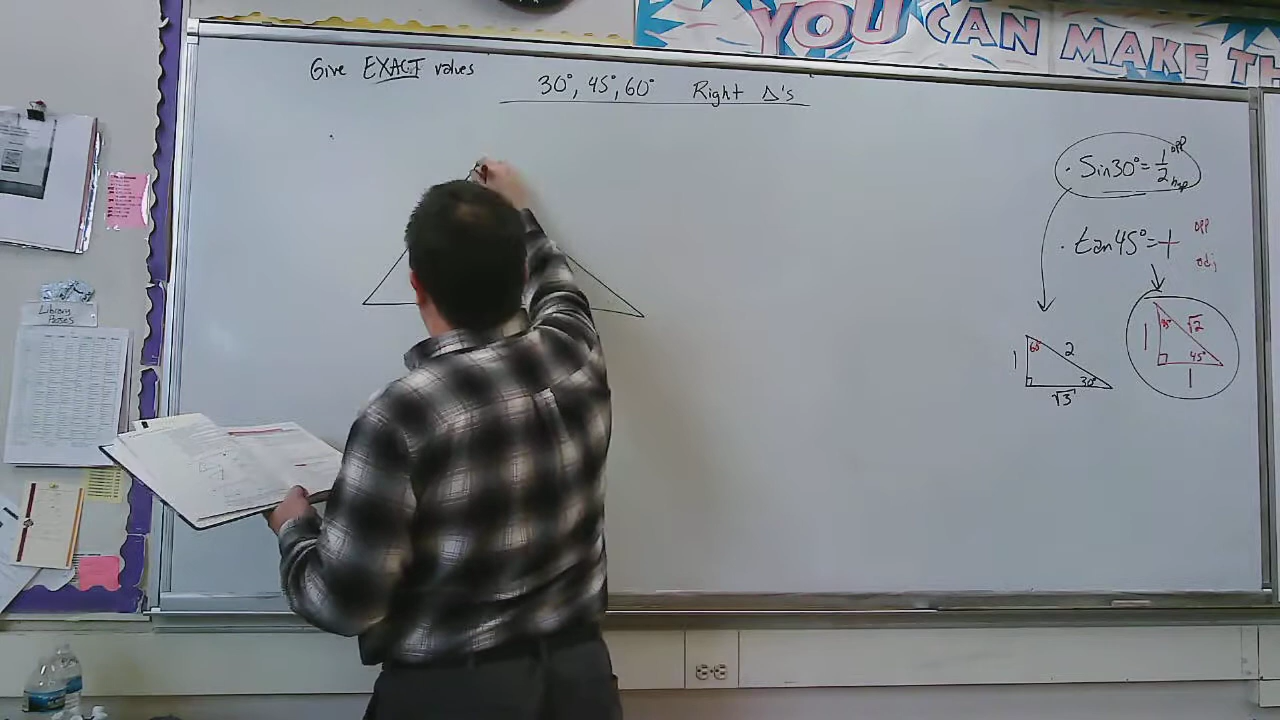 YOU CAN MAKE TH
Give EXACT values
30°, 45°, 60° Right Δ's
· Sin30° = 1/2 opp hyp
· tan45° = 1 opp adj
1 60° 2 30° √3
1 45° √2 45° 1
Library
Passes